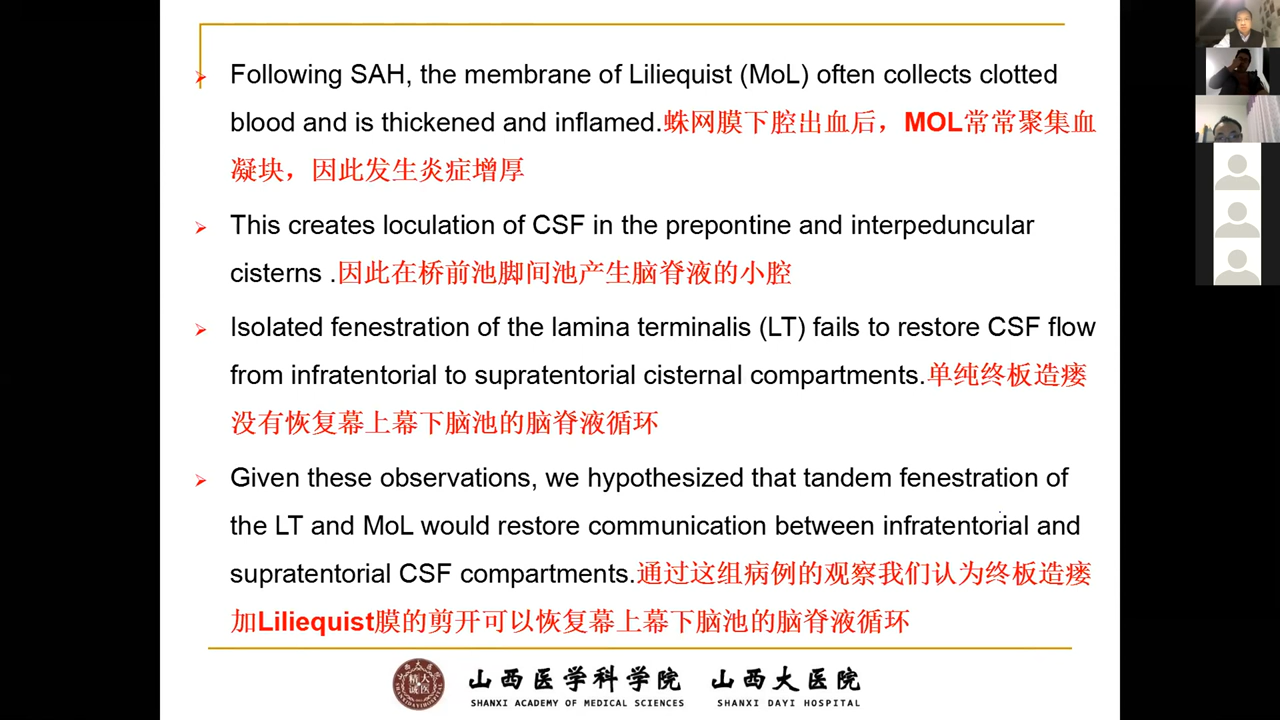 Following SAH, the membrane of Liliequist (MoL) often collects clotted
blood and is thickened and inflamed.蛛网膜下腔出血后，MOL常常聚集血
凝块，因此发生炎症增厚
This creates loculation of CSF in the prepontine and interpeduncular
cisterns .因此在桥前池脚间池产生脑脊液的小腔
Isolated fenestration of the lamina terminalis (LT) fails to restore CSF flow
from infratentorial to supratentorial cisternal compartments.单纯终板造瘘
没有恢复幕上幕下脑池的脑脊液循环
Given these observations, we hypothesized that tandem fenestration of
the LT and MoL would restore communication between infratentorial and
supratentorial CSF compartments.通过这组病例的观察我们认为终板造瘘
加Liliequist膜的剪开可以恢复幕上幕下脑池的脑脊液循环
山西医学科学院 山西大医院
SHANXI ACADEMY OF MEDICAL SCIENCES SHANXI DAYI HOSPITAL